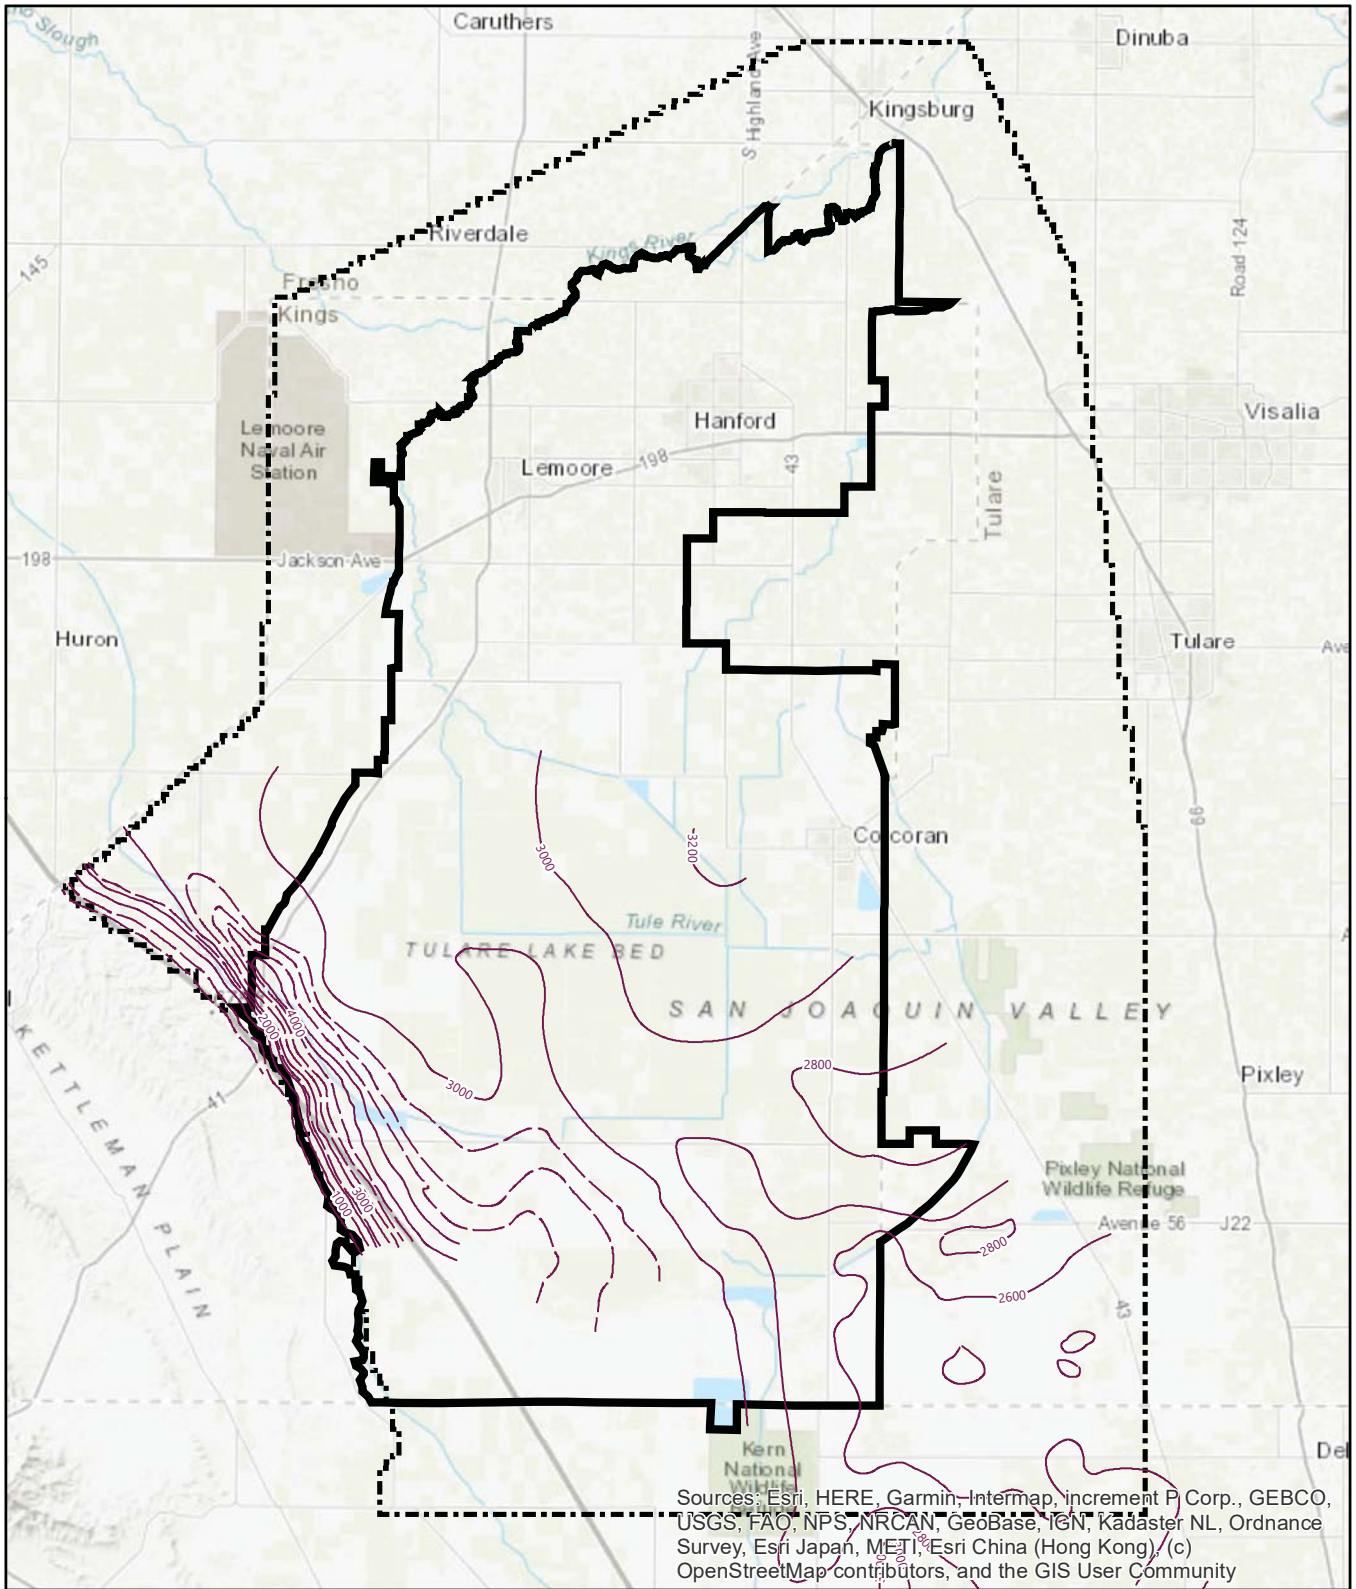 Caruthers
Dinuba
Slough
S Highland Ave
Kingsburg
Riverdale
Kings River
Road 124
145
Fresno
Kings
Hanford
Visalia
Lemoore
Naval Air
Station
Lemoore
198
43
Tulare
198
Jackson Ave
Huron
Tulare
Ave
99
3000
3200
Corcoran
Tule River
TULARE LAKE BED
SAN JOAQUIN VALLEY
2000
4000
2800
3000
Pixley
KETTLEMAN PLAIN
41
1000
3000
Pixley National
Wildlife Refuge
Avenue 56
J22
2800
2600
43
Kern
National
Wildlife
Del
Sources: Esri, HERE, Garmin, Intermap, increment P Corp., GEBCO,
USGS, FAO, NPS, NRCAN, GeoBase, IGN, Kadaster NL, Ordnance
Survey, Esri Japan, METI, Esri China (Hong Kong), (c)
OpenStreetMap contributors, and the GIS User Community
2800